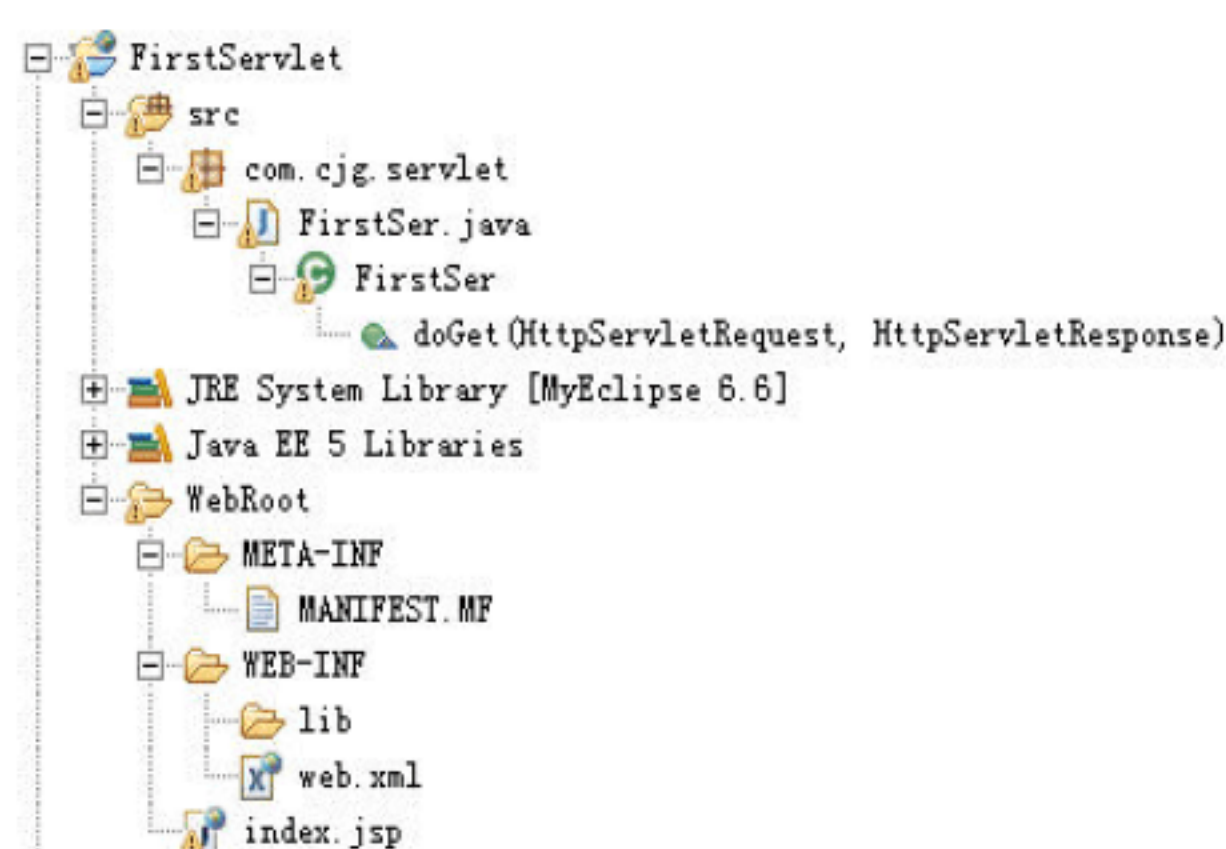 FirstServlet
src
com.cjg.servlet
FirstSer.java
FirstSer
doGet(HttpServletRequest, HttpServletResponse)
JRE System Library [MyEclipse 6.6]
Java EE 5 Libraries
WebRoot
META-INF
MANIFEST.MF
WEB-INF
lib
web.xml
index.jsp